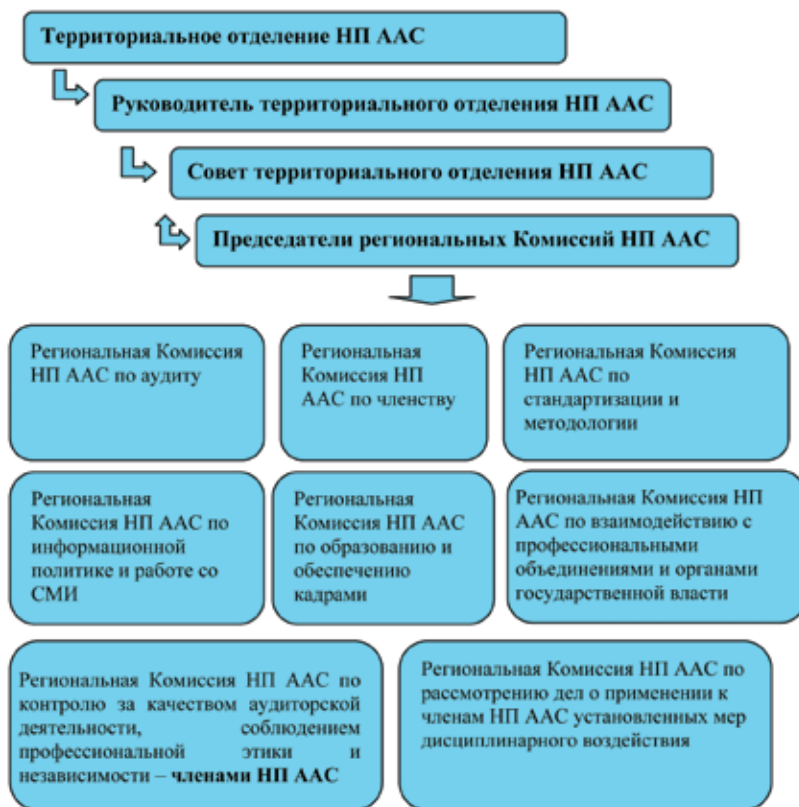 Территориальное отделение НП ААС
Руководитель территориального отделения НП ААС
Совет территориального отделения НП ААС
Председатели региональных Комиссий НП ААС
Региональная Комиссия
НП ААС по аудиту
Региональная
Комиссия НП
ААС по членству
Региональная Комиссия
НП ААС по
стандартизации и
методологии
Региональная
Комиссия НП ААС по
информационной
политике и работе со
СМИ
Региональная
Комиссия НП ААС
по образованию и
обеспечению
кадрами
Региональная Комиссия НП
ААС по взаимодействию с
профессиональными
объединениями и органами
государственной власти
Региональная Комиссия НП ААС по
контролю за качеством аудиторской
деятельности, соблюдением
профессиональной этики и
независимости – членами НП ААС
Региональная Комиссия НП ААС по
рассмотрению дел о применении к
членам НП ААС установленных мер
дисциплинарного воздействия